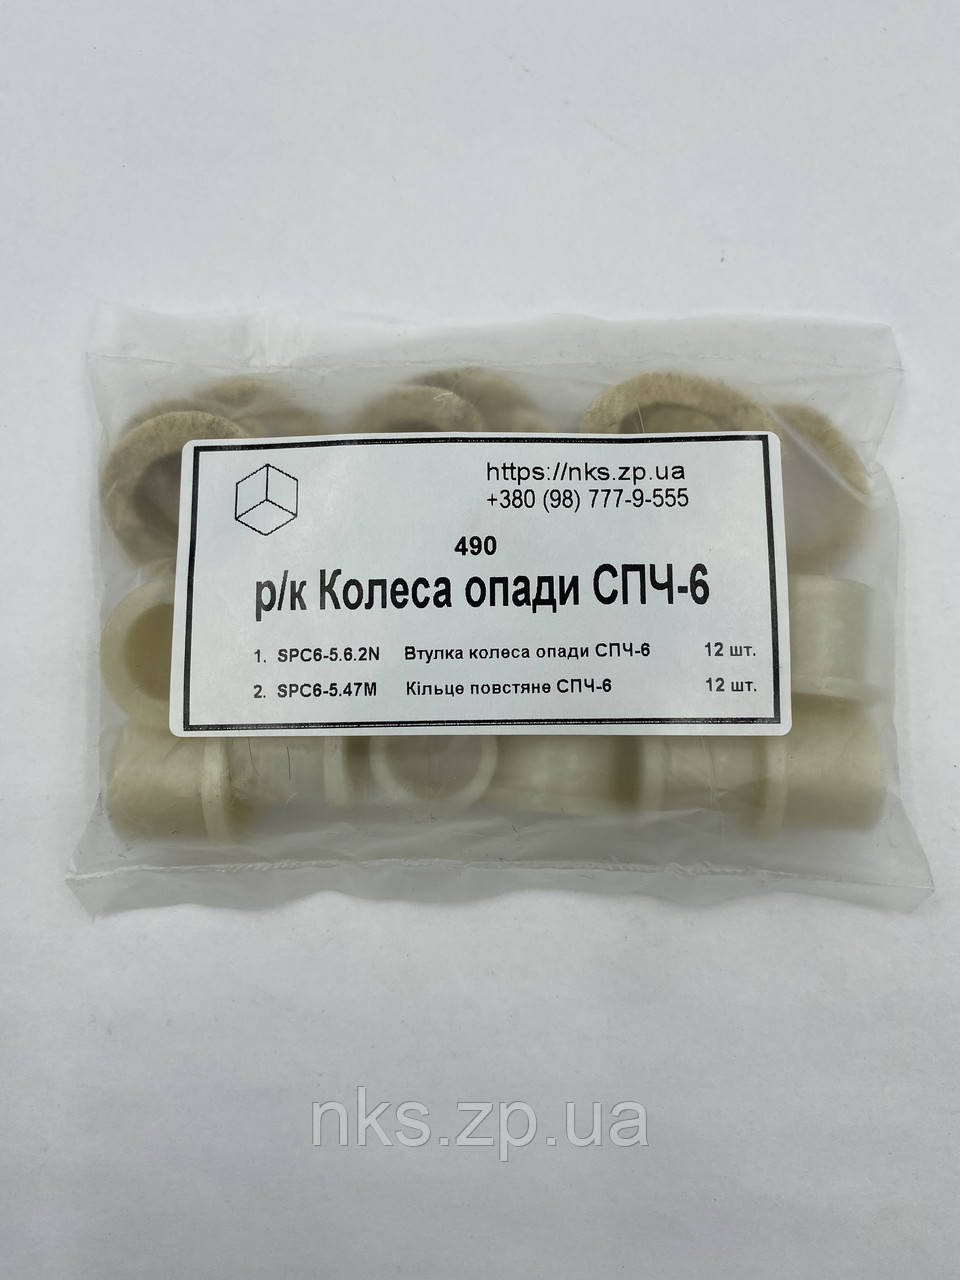 https://nks.zp.ua
+380 (98) 777-9-555
490
р/к Колеса опади СПЧ-6
1. SPC6-5.6.2N Втулка колеса опади СПЧ-6 12 шт.
2. SPC6-5.47M Кільце повстяне СПЧ-6 12 шт.
nks.zp.ua